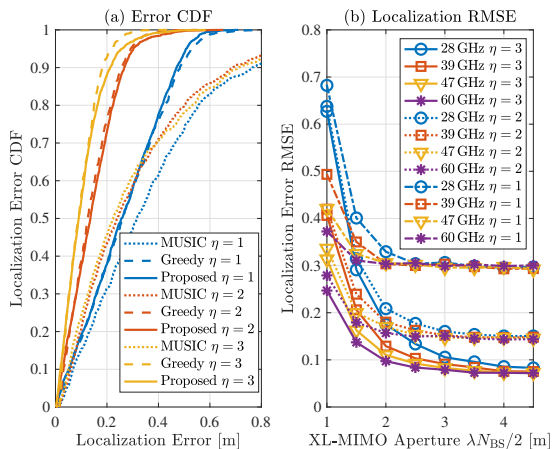 (a) Error CDF
Localization Error CDF
1
0.9
0.8
0.7
0.6
0.5
0.4
0.3
0.2
0.1
0
0 0.2 0.4 0.6 0.8
Localization Error [m]
MUSIC η = 1
Greedy η = 1
Proposed η = 1
MUSIC η = 2
Greedy η = 2
Proposed η = 2
MUSIC η = 3
Greedy η = 3
Proposed η = 3
(b) Localization RMSE
Localization Error RMSE
0.8
0.7
0.6
0.5
0.4
0.3
0.2
0.1
0
1 2 3 4
XL-MIMO Aperture λN_BS/2 [m]
28 GHz η = 3
39 GHz η = 3
47 GHz η = 3
60 GHz η = 3
28 GHz η = 2
39 GHz η = 2
47 GHz η = 2
60 GHz η = 2
28 GHz η = 1
39 GHz η = 1
47 GHz η = 1
60 GHz η = 1